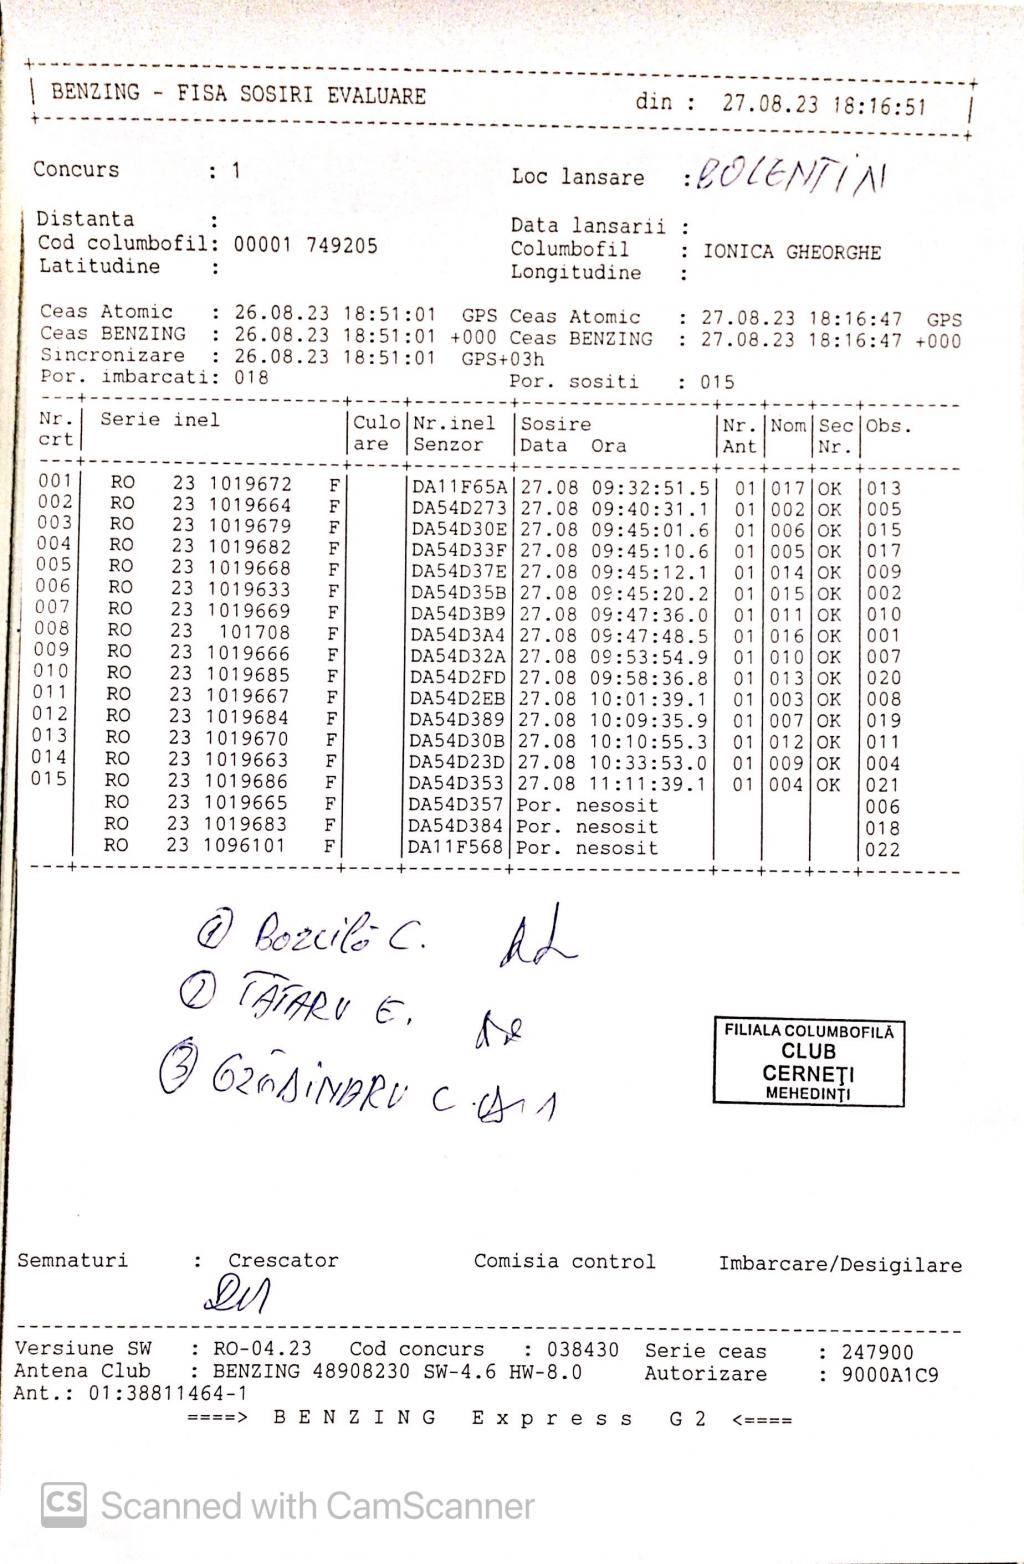 BENZING - FISA SOSIRI EVALUARE din : 27.08.23 18:16:51
Concurs : 1 Loc lansare : BOLENTIN
Distanta : Data lansarii :
Cod columbofil: 00001 749205 Columbofil : IONICA GHEORGHE
Latitudine : Longitudine :
Ceas Atomic : 26.08.23 18:51:01 GPS Ceas Atomic : 27.08.23 18:16:47 GPS
Ceas BENZING : 26.08.23 18:51:01 +000 Ceas BENZING : 27.08.23 18:16:47 +000
Sincronizare : 26.08.23 18:51:01 GPS+03h
Por. imbarcati: 018 Por. sositi : 015
Nr. Serie inel Culo Nr.inel Sosire Nr. Nom Sec Obs.
crt are Senzor Data Ora Ant Nr.
001 RO 23 1019672 F DA11F65A 27.08 09:32:51.5 01 017 OK 013
002 RO 23 1019664 F DA54D273 27.08 09:40:31.1 01 002 OK 005
003 RO 23 1019679 F DA54D30E 27.08 09:45:01.6 01 006 OK 015
004 RO 23 1019682 F DA54D33F 27.08 09:45:10.6 01 005 OK 017
005 RO 23 1019668 F DA54D37E 27.08 09:45:12.1 01 014 OK 009
006 RO 23 1019633 F DA54D35B 27.08 09:45:20.2 01 015 OK 002
007 RO 23 1019669 F DA54D3B9 27.08 09:47:36.0 01 011 OK 010
008 RO 23 101708 F DA54D3A4 27.08 09:47:48.5 01 016 OK 001
009 RO 23 1019666 F DA54D32A 27.08 09:53:54.9 01 010 OK 007
010 RO 23 1019685 F DA54D2FD 27.08 09:58:36.8 01 013 OK 020
011 RO 23 1019667 F DA54D2EB 27.08 10:01:39.1 01 003 OK 008
012 RO 23 1019684 F DA54D389 27.08 10:09:35.9 01 007 OK 019
013 RO 23 1019670 F DA54D30B 27.08 10:10:55.3 01 012 OK 011
014 RO 23 1019663 F DA54D23D 27.08 10:33:53.0 01 009 OK 004
015 RO 23 1019686 F DA54D353 27.08 11:11:39.1 01 004 OK 021
RO 23 1019665 F DA54D357 Por. nesosit 006
RO 23 1019683 F DA54D384 Por. nesosit 018
RO 23 1096101 F DA11F568 Por. nesosit 022
1 Borcilă C.
2 TĂTARU E.
3 GRĂDINARU C.
FILIALA COLUMBOFILĂ
CLUB
CERNEŢI
MEHEDINŢI
Semnaturi : Crescator Comisia control Imbarcare/Desigilare
Versiune SW : RO-04.23 Cod concurs : 038430 Serie ceas : 247900
Antena Club : BENZING 48908230 SW-4.6 HW-8.0 Autorizare : 9000A1C9
Ant.: 01:38811464-1
====> B E N Z I N G E x p r e s s G 2 <====
CS Scanned with CamScanner